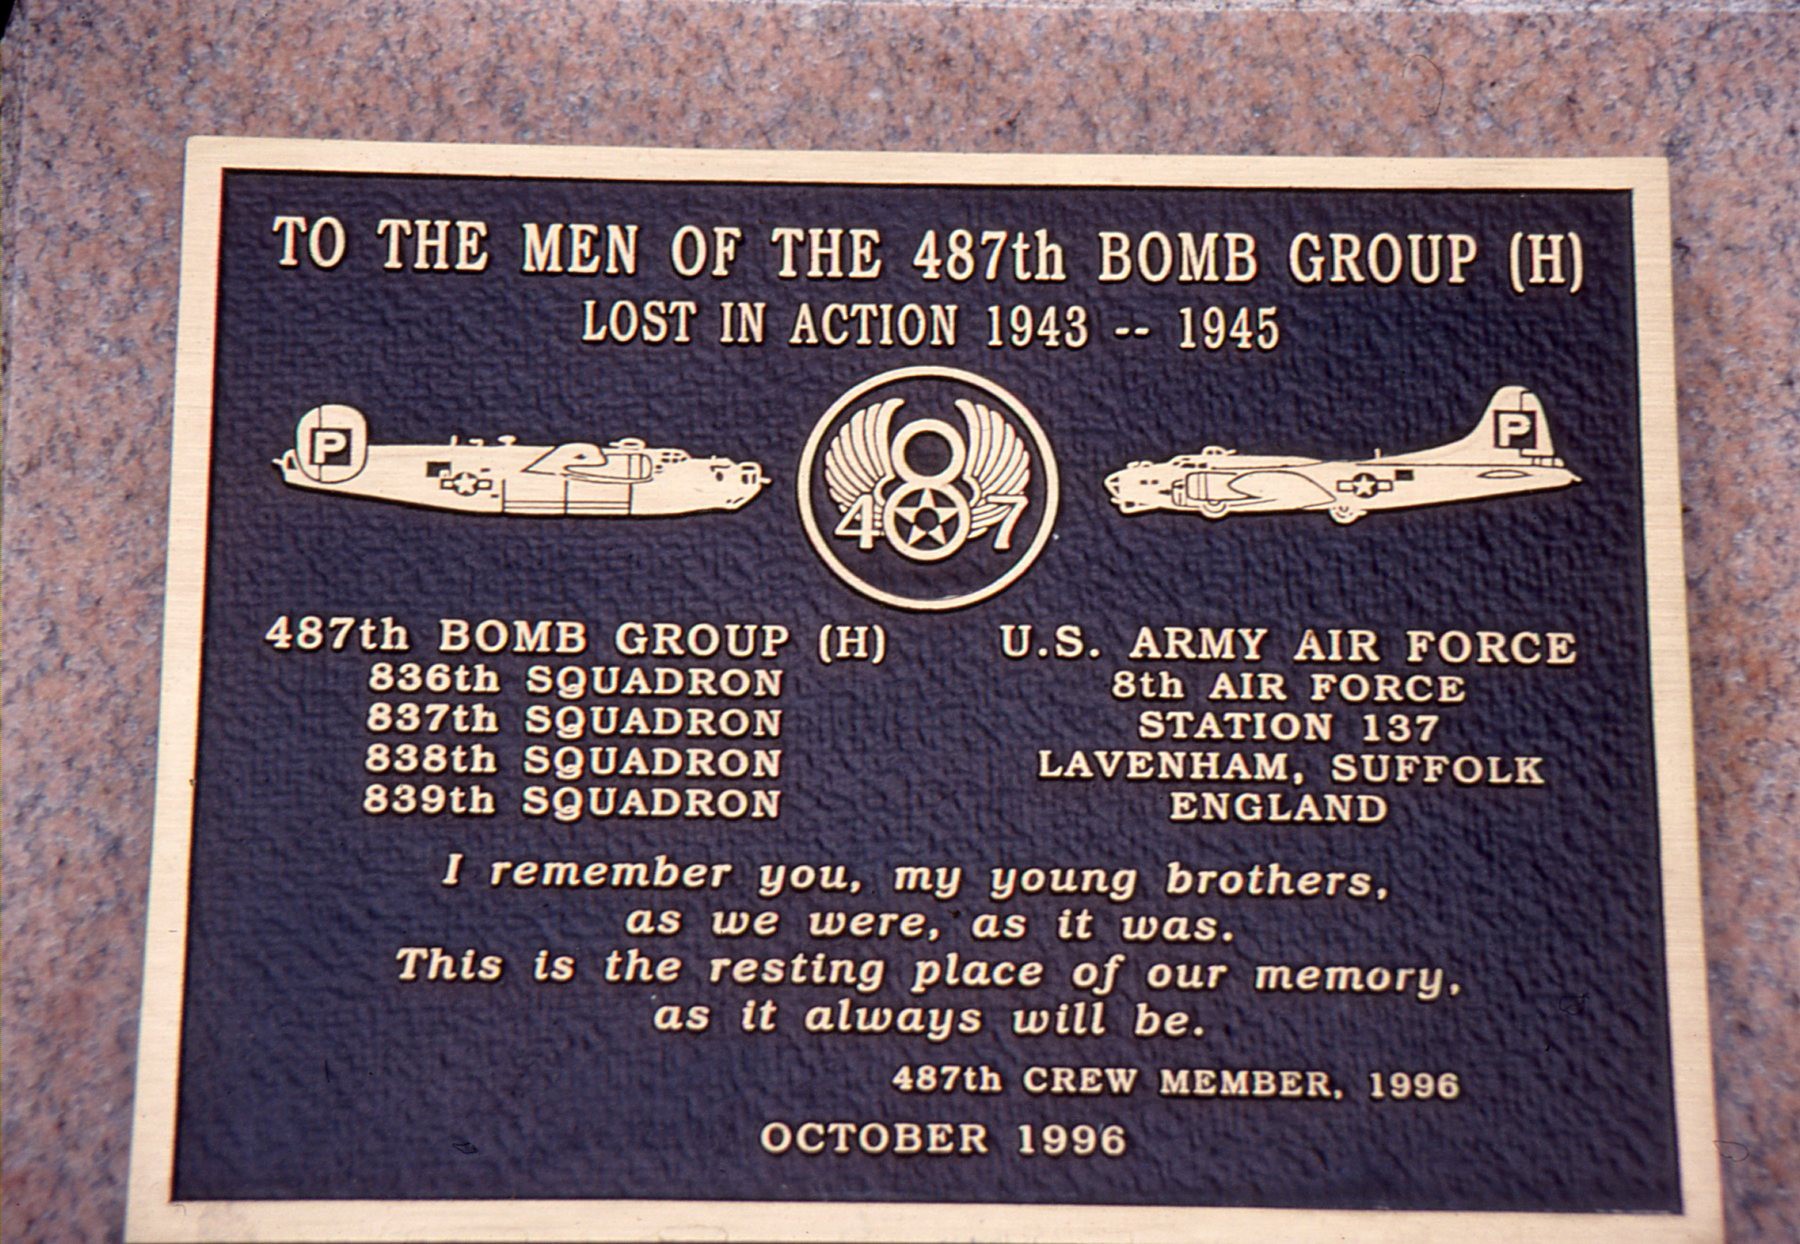 TO THE MEN OF THE 487th BOMB GROUP (H)
LOST IN ACTION 1943 -- 1945
P
8
487
P
487th BOMB GROUP (H)
836th SQUADRON
837th SQUADRON
838th SQUADRON
839th SQUADRON
U.S. ARMY AIR FORCE
8th AIR FORCE
STATION 137
LAVENHAM, SUFFOLK
ENGLAND
I remember you, my young brothers,
as we were, as it was.
This is the resting place of our memory,
as it always will be.
487th CREW MEMBER, 1996
OCTOBER 1996